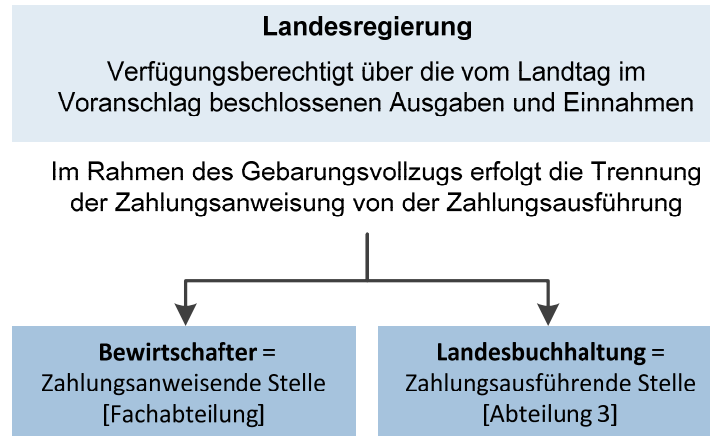 Landesregierung
Verfügungsberechtigt über die vom Landtag im
Voranschlag beschlossenen Ausgaben und Einnahmen
Im Rahmen des Gebarungsvollzugs erfolgt die Trennung
der Zahlungsanweisung von der Zahlungsausführung
Bewirtschafter =
Zahlungsanweisende Stelle
[Fachabteilung]
Landesbuchhaltung =
Zahlungsausführende Stelle
[Abteilung 3]